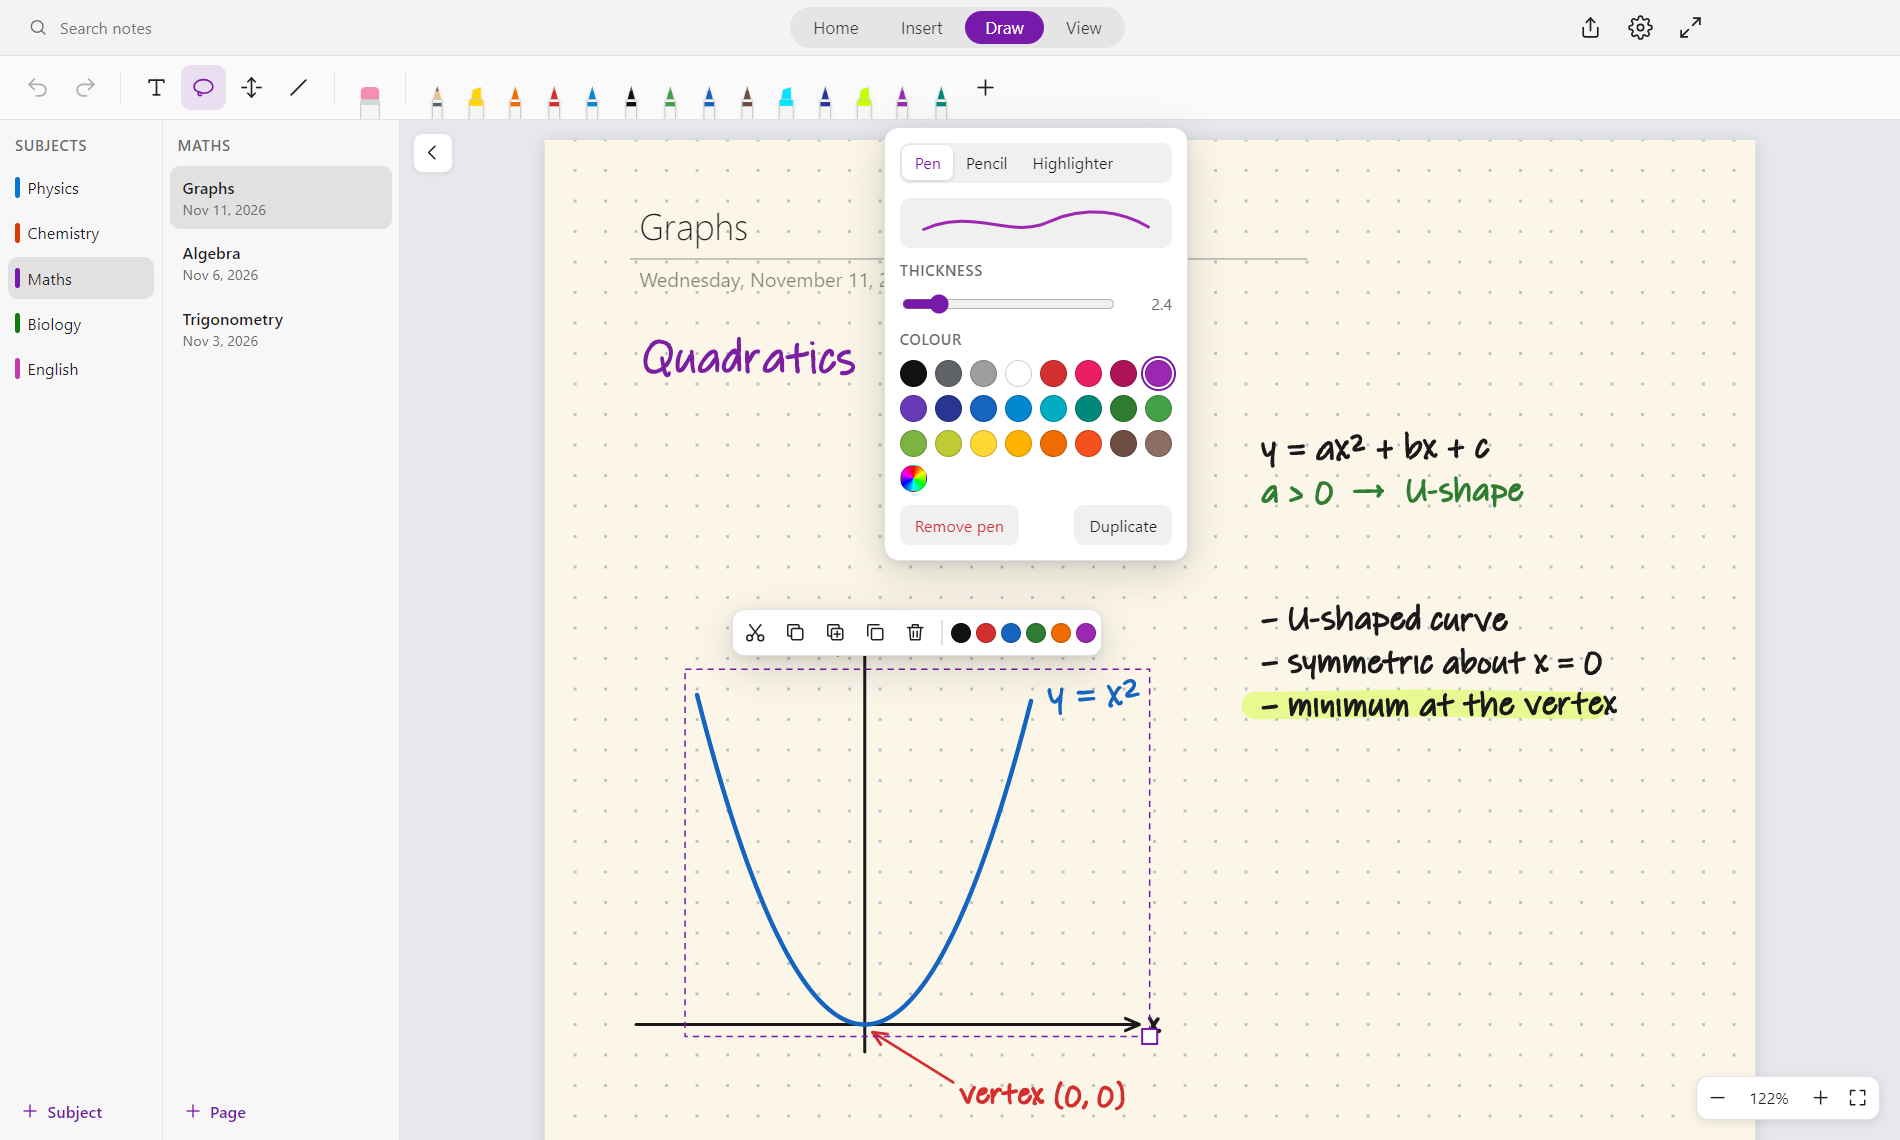 Search notes
Home
Insert
Draw
View
T
SUBJECTS
Physics
Chemistry
Maths
Biology
English
Subject
MATHS
Graphs
Nov 11, 2026
Algebra
Nov 6, 2026
Trigonometry
Nov 3, 2026
Page
Graphs
Wednesday, November 11,
Quadratics
Pen
Pencil
Highlighter
THICKNESS
2.4
COLOUR
Remove pen
Duplicate
y = ax² + bx + c
a > 0 → U-shape
- U-shaped curve
- symmetric about x = 0
- minimum at the vertex
y = x²
x
vertex (0, 0)
122%